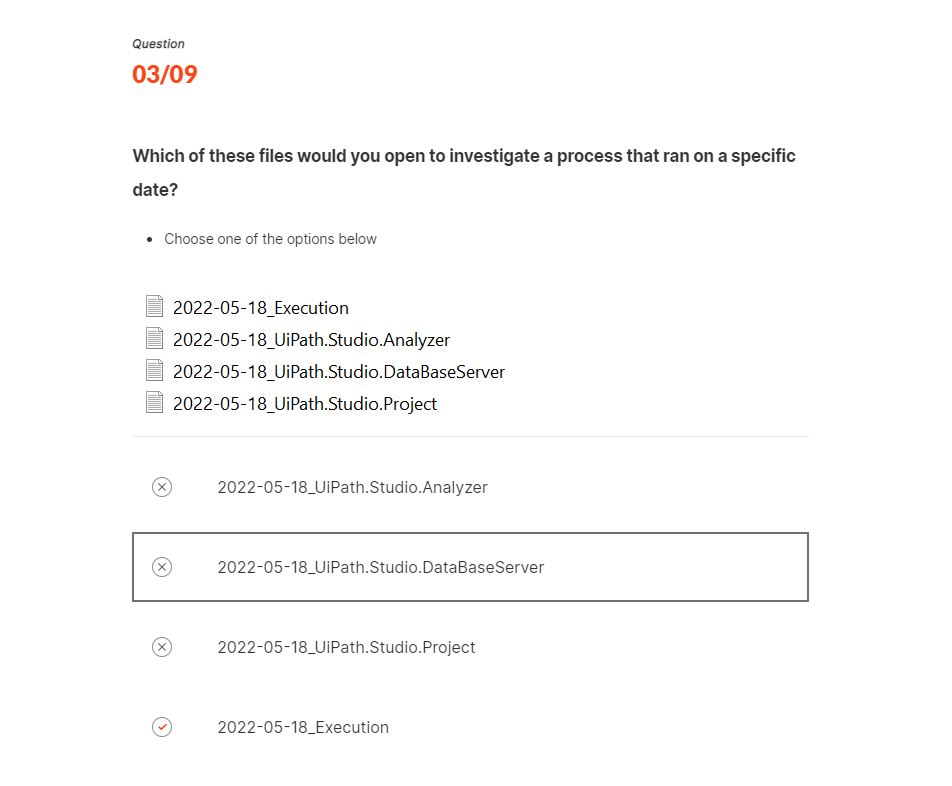 Question
03/09
Which of these files would you open to investigate a process that ran on a specific
date?
Choose one of the options below
2022-05-18_Execution
2022-05-18_UiPath.Studio.Analyzer
2022-05-18_UiPath.Studio.DataBaseServer
2022-05-18_UiPath.Studio.Project
2022-05-18_UiPath.Studio.Analyzer
2022-05-18_UiPath.Studio.DataBaseServer
2022-05-18_UiPath.Studio.Project
2022-05-18_Execution